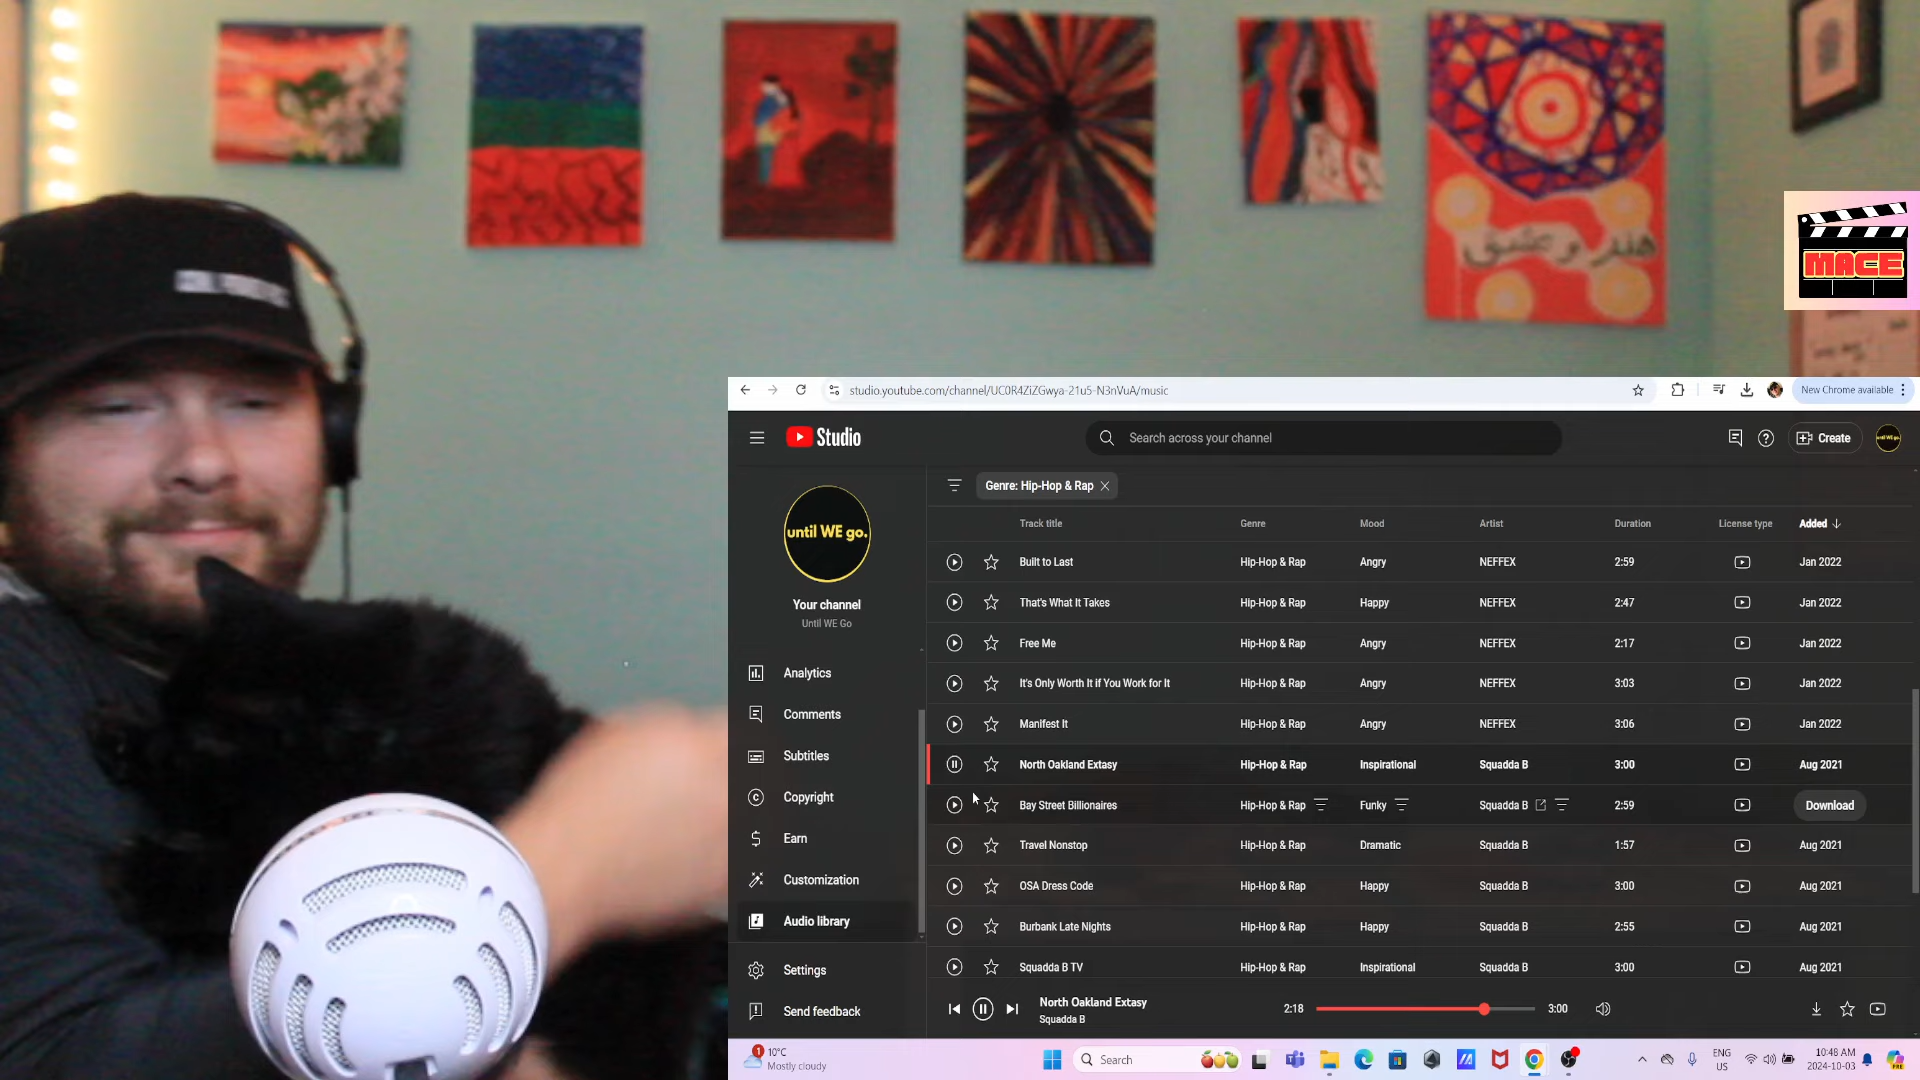 هنر و عشق
MACE
studio.youtube.com/channel/UC0R4ZiZGwya-21u5-N3nVuA/music
New Chrome available
Studio
Search across your channel
Create
until WE go.
Your channel
Until WE Go
Analytics
Comments
Subtitles
Copyright
Earn
Customization
Audio library
Settings
Send feedback
Genre: Hip-Hop & Rap
Track title Genre Mood Artist Duration License type Added
Built to Last Hip-Hop & Rap Angry NEFFEX 2:59 Jan 2022
That's What It Takes Hip-Hop & Rap Happy NEFFEX 2:47 Jan 2022
Free Me Hip-Hop & Rap Angry NEFFEX 2:17 Jan 2022
It's Only Worth It if You Work for It Hip-Hop & Rap Angry NEFFEX 3:03 Jan 2022
Manifest It Hip-Hop & Rap Angry NEFFEX 3:06 Jan 2022
North Oakland Extasy Hip-Hop & Rap Inspirational Squadda B 3:00 Aug 2021
Bay Street Billionaires Hip-Hop & Rap Funky Squadda B 2:59 Download
Travel Nonstop Hip-Hop & Rap Dramatic Squadda B 1:57 Aug 2021
OSA Dress Code Hip-Hop & Rap Happy Squadda B 3:00 Aug 2021
Burbank Late Nights Hip-Hop & Rap Happy Squadda B 2:55 Aug 2021
Squadda B TV Hip-Hop & Rap Inspirational Squadda B 3:00 Aug 2021
North Oakland Extasy
Squadda B
2:18 3:00
1 10°C
Mostly cloudy
Search
ENG
US
10:48 AM
2024-10-03